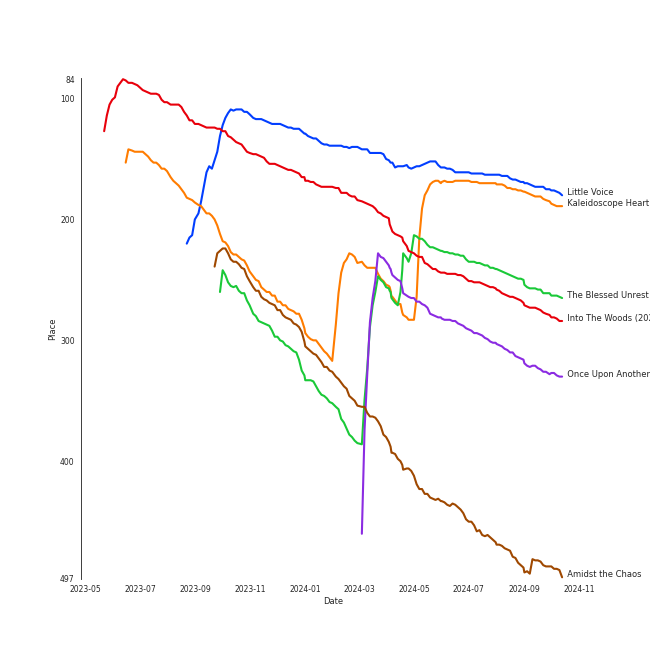 84
100
200
300
400
497
Place
2023-05
2023-07
2023-09
2023-11
2024-01
2024-03
2024-05
2024-07
2024-09
2024-11
Date
Little Voice
Kaleidoscope Heart
The Blessed Unrest
Into The Woods (202
Once Upon Another
Amidst the Chaos